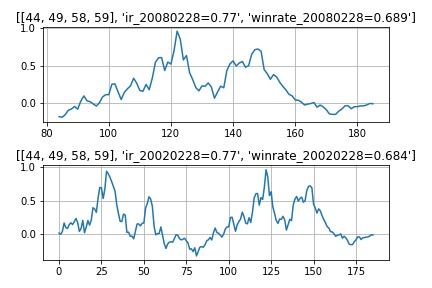 [[44, 49, 58, 59], 'ir_20080228=0.77', 'winrate_20080228=0.689']
1.0
0.5
0.0
80 100 120 140 160 180
[[44, 49, 58, 59], 'ir_20020228=0.77', 'winrate_20020228=0.684']
1.0
0.5
0.0
0 25 50 75 100 125 150 175